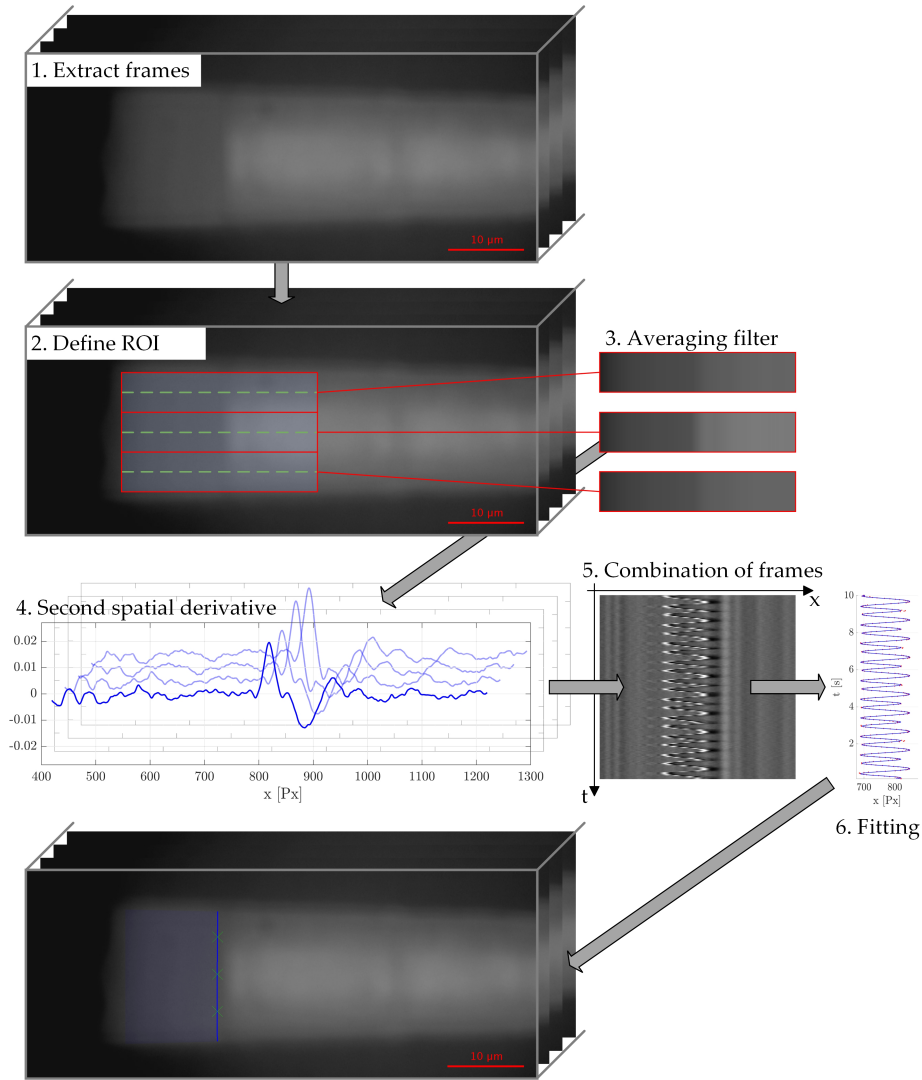 1. Extract frames
10 µm
2. Define ROI
3. Averaging filter
10 µm
4. Second spatial derivative
0.02
0.01
0
-0.01
-0.02
400 500 600 700 800 900 1000 1100 1200 1300
x [Px]
5. Combination of frames
x
t
10
8
6
4
2
t [s]
700 800
x [Px]
6. Fitting
10 µm